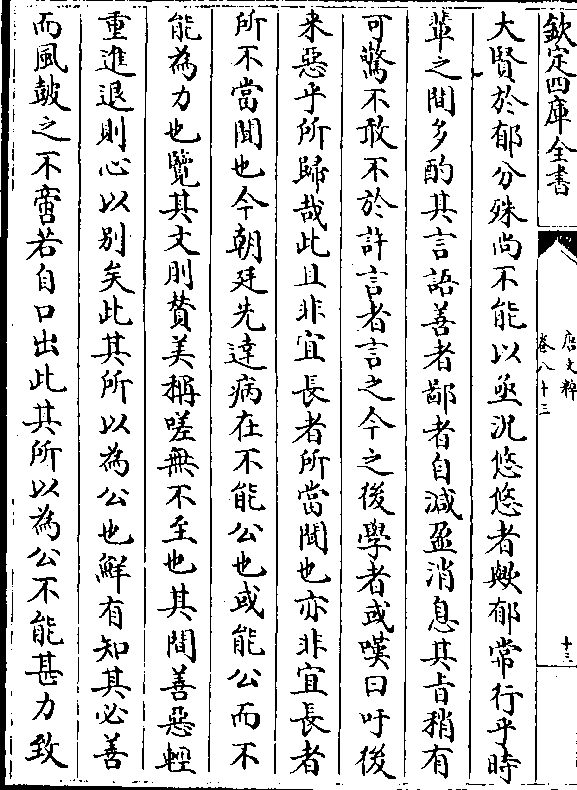 欽定四庫全書
唐文粹
卷八十三
十三
大賢於郁分殊尚不能以亟況悠悠者歟郁常行乎時
輩之間多酌其言語善者鄙者自減盈消息其旨稍有
可驚不敢不於許言者言之今之後學者或嘆曰吁後
来惡乎所歸哉此且非宜長者所當聞也亦非宜長者
所不當聞也今朝廷先達病在不能公也或能公而不
能為力也覽其文則賛美稱嗟無不至也其間善惡輕
重進退則心以别矣此其所以為公也鮮有知其必善
而風鼓之不啻若自口出此其所以為公不能甚力致